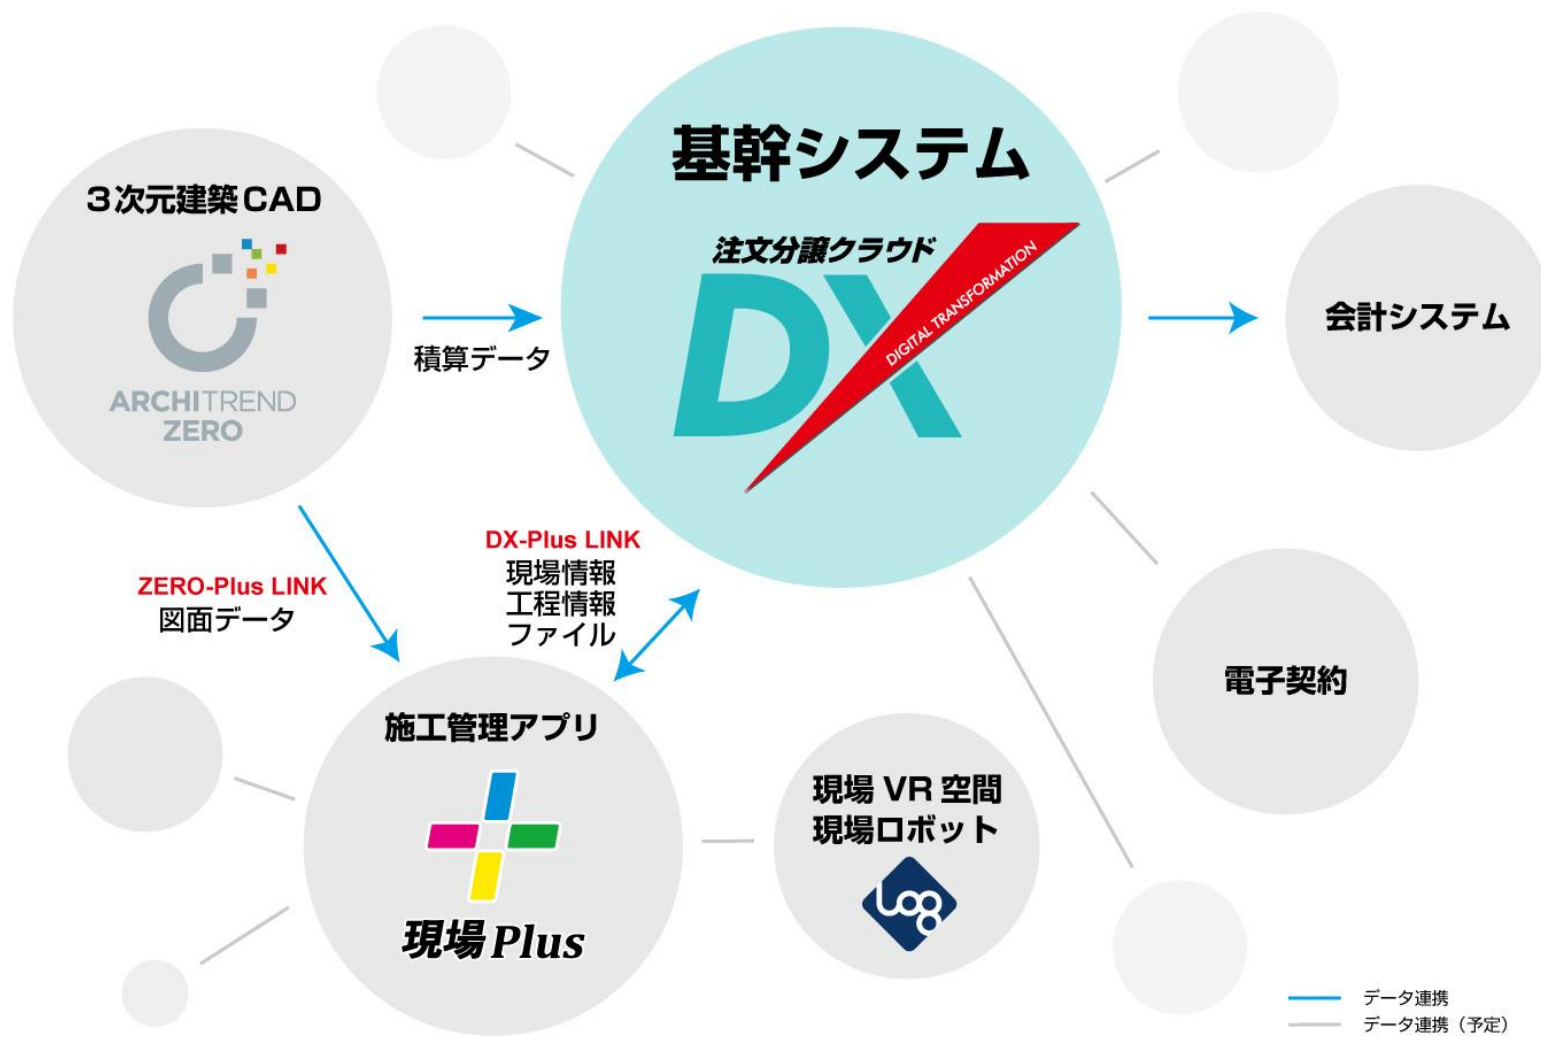 基幹システム
注文分譲クラウド
DX
DIGITAL TRANSFORMATION
3次元建築CAD
ARCHITREND
ZERO
積算データ
会計システム
DX-Plus LINK
現場情報
工程情報
ファイル
ZERO-Plus LINK
図面データ
電子契約
施工管理アプリ
現場Plus
現場 VR 空間
現場ロボット
Log
データ連携
データ連携（予定）